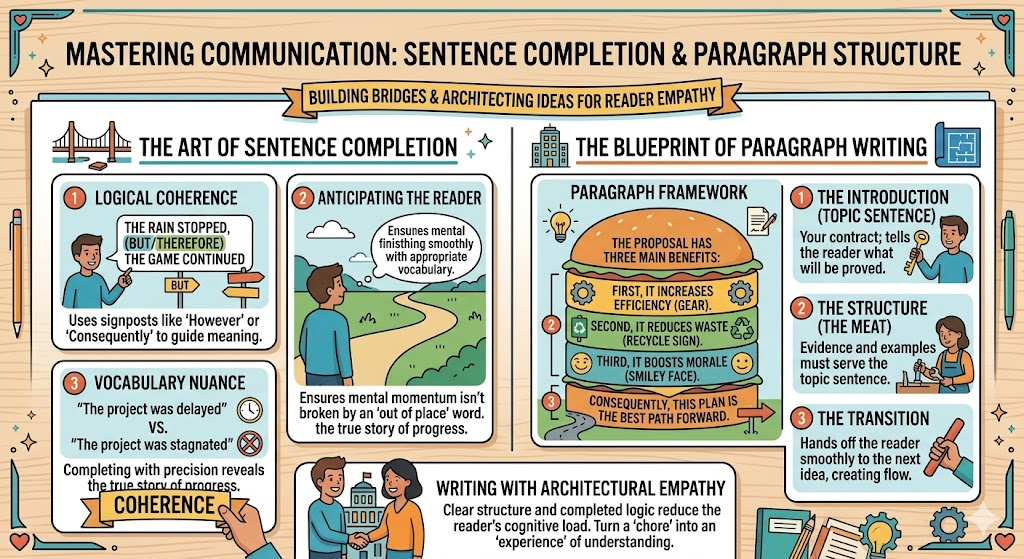 MASTERING COMMUNICATION: SENTENCE COMPLETION & PARAGRAPH STRUCTURE
BUILDING BRIDGES & ARCHITECTING IDEAS FOR READER EMPATHY
THE ART OF SENTENCE COMPLETION
1 LOGICAL COHERENCE
THE RAIN STOPPED,
(BUT/THEREFORE)
THE GAME CONTINUED
BUT
Uses signposts like 'However' or
'Consequently' to guide meaning.
2 ANTICIPATING THE READER
Ensures mental
finisthing smoothly
with appropriate
vocabulary.
Ensures mental momentum isn't
broken by an 'out of place' word.
the true story of progress.
3 VOCABULARY NUANCE
"The project was delayed"
VS.
"The project was stagnated"
Completing with precision reveals
the true story of progress.
COHERENCE
THE BLUEPRINT OF PARAGRAPH WRITING
PARAGRAPH FRAMEWORK
THE PROPOSAL HAS
THREE MAIN BENEFITS:
FIRST, IT INCREASES
EFFICIENCY (GEAR).
2 SECOND, IT REDUCES WASTE
(RECYCLE SIGN).
THIRD, IT BOOSTS MORALE
(SMILEY FACE).
3 CONSEQUENTLY, THIS PLAN IS
THE BEST PATH FORWARD.
1 THE INTRODUCTION
(TOPIC SENTENCE)
Your contract; tells
the reader what
will be proved.
2 THE STRUCTURE
(THE MEAT)
Evidence and examples
must serve the
topic sentence.
3 THE TRANSITION
Hands off the reader
smoothly to the next
idea, creating flow.
WRITING WITH ARCHITECTURAL EMPATHY
Clear structure and completed logic reduce the
reader's cognitive load. Turn a 'chore' into an
'experience' of understanding.